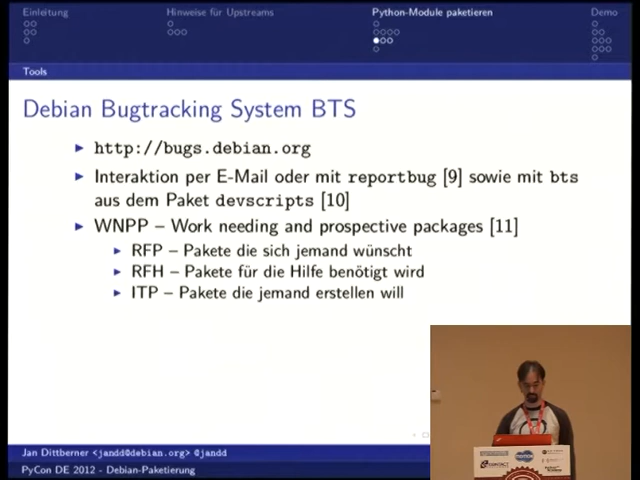 Einleitung
Hinweise für Upstreams
Python-Module paketieren
Demo
Tools
Debian Bugtracking System BTS
http://bugs.debian.org
Interaktion per E-Mail oder mit reportbug [9] sowie mit bts
aus dem Paket devscripts [10]
WNPP – Work needing and prospective packages [11]
RFP – Pakete die sich jemand wünscht
RFH – Pakete für die Hilfe benötigt wird
ITP – Pakete die jemand erstellen will
Jan Dittberner <jandd@debian.org> @jandd
PyCon DE 2012 - Debian-Paketierung